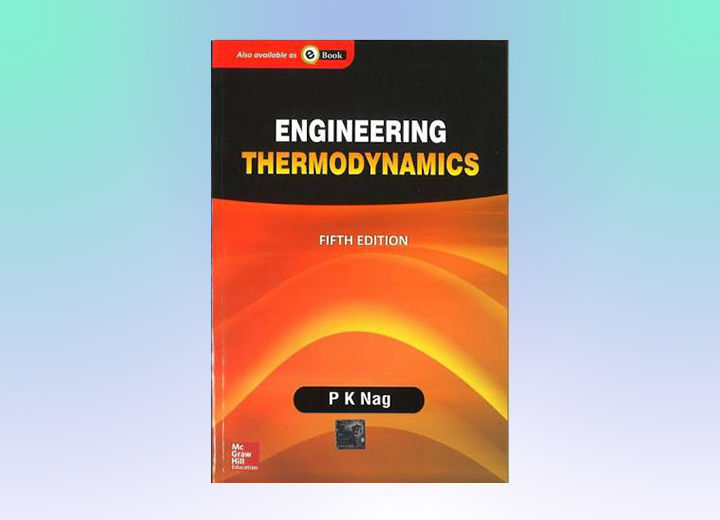 Also available as e Book
ENGINEERING
THERMODYNAMICS
FIFTH EDITION
P K Nag
Mc
Graw
Hill
Education